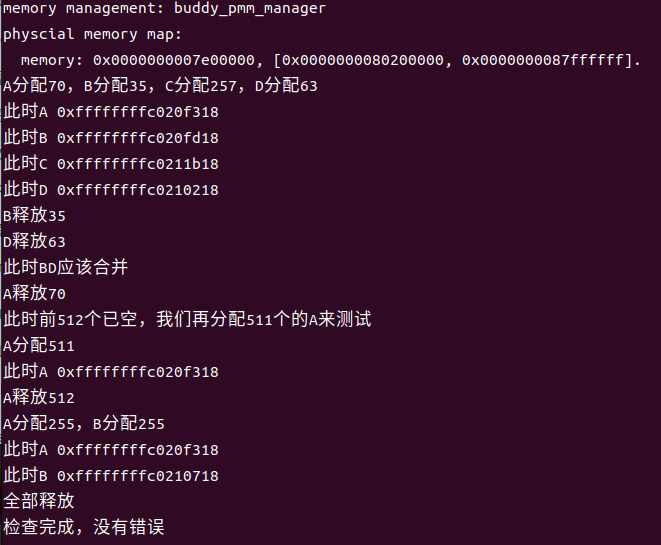 memory management: buddy_pmm_manager
physcial memory map:
  memory: 0x0000000007e00000, [0x0000000080200000, 0x0000000087ffffff].
A分配70，B分配35，C分配257，D分配63
此时A 0xffffffffc020f318
此时B 0xffffffffc020fd18
此时C 0xffffffffc0211b18
此时D 0xffffffffc0210218
B释放35
D释放63
此时BD应该合并
A释放70
此时前512个已空，我们再分配511个的A来测试
A分配511
此时A 0xffffffffc020f318
A释放512
A分配255，B分配255
此时A 0xffffffffc020f318
此时B 0xffffffffc0210718
全部释放
检查完成，没有错误